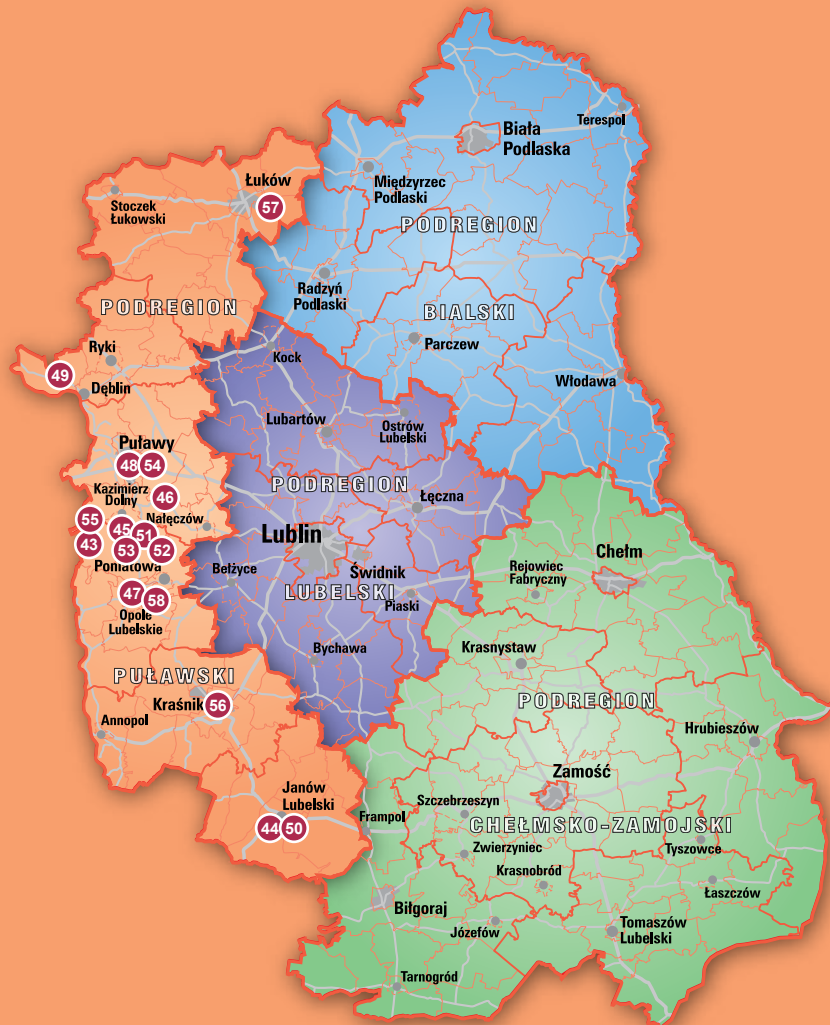 Terespol
Biała
Podlaska
Łuków
57
Międzyrzec
Podlaski
Stoczek
Łukowski
PODREGION
BIALSKI
Radzyń
Podlaski
PODREGION
Parczew
Kock
Ryki
49
Dęblin
Włodawa
Lubartów
Ostrów
Lubelski
Puławy
48
54
PODREGION
Kazimierz
Dolny
46
Łęczna
55
45
51
Nałęczów
43
53
52
Lublin
Chełm
Poniatowa
Bełżyce
Świdnik
Rejowiec
Fabryczny
LUBELSKI
47
58
Piaski
Opole
Lubelskie
Bychawa
Krasnystaw
PUŁAWSKI
Kraśnik
56
PODREGION
Annopol
Hrubieszów
Janów
Lubelski
Zamość
44
50
Frampol
Szczebrzeszyn
CHEŁMSKO-ZAMOJSKI
Tyszowce
Zwierzyniec
Krasnobród
Łaszczów
Biłgoraj
Józefów
Tomaszów
Lubelski
Tarnogród